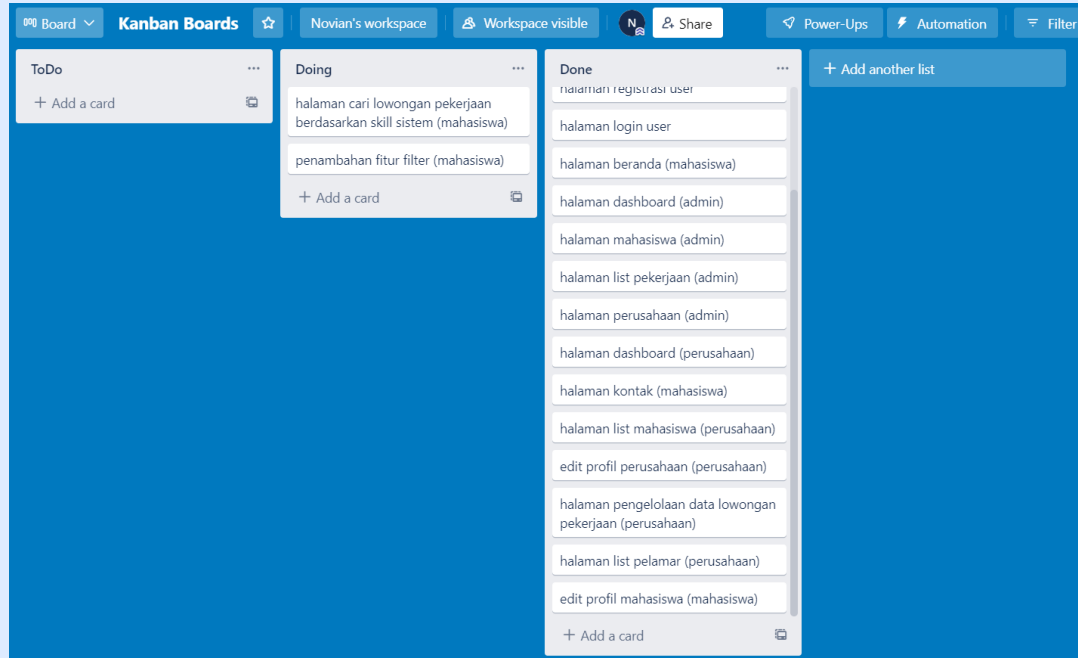 Board
Kanban Boards
Novian's workspace
Workspace visible
N
Share
Power-Ups
Automation
Filter
ToDo
+ Add a card
Doing
halaman cari lowongan pekerjaan
berdasarkan skill sistem (mahasiswa)
penambahan fitur filter (mahasiswa)
+ Add a card
Done
halaman registrasi user
halaman login user
halaman beranda (mahasiswa)
halaman dashboard (admin)
halaman mahasiswa (admin)
halaman list pekerjaan (admin)
halaman perusahaan (admin)
halaman dashboard (perusahaan)
halaman kontak (mahasiswa)
halaman list mahasiswa (perusahaan)
edit profil perusahaan (perusahaan)
halaman pengelolaan data lowongan
pekerjaan (perusahaan)
halaman list pelamar (perusahaan)
edit profil mahasiswa (mahasiswa)
+ Add a card
+ Add another list